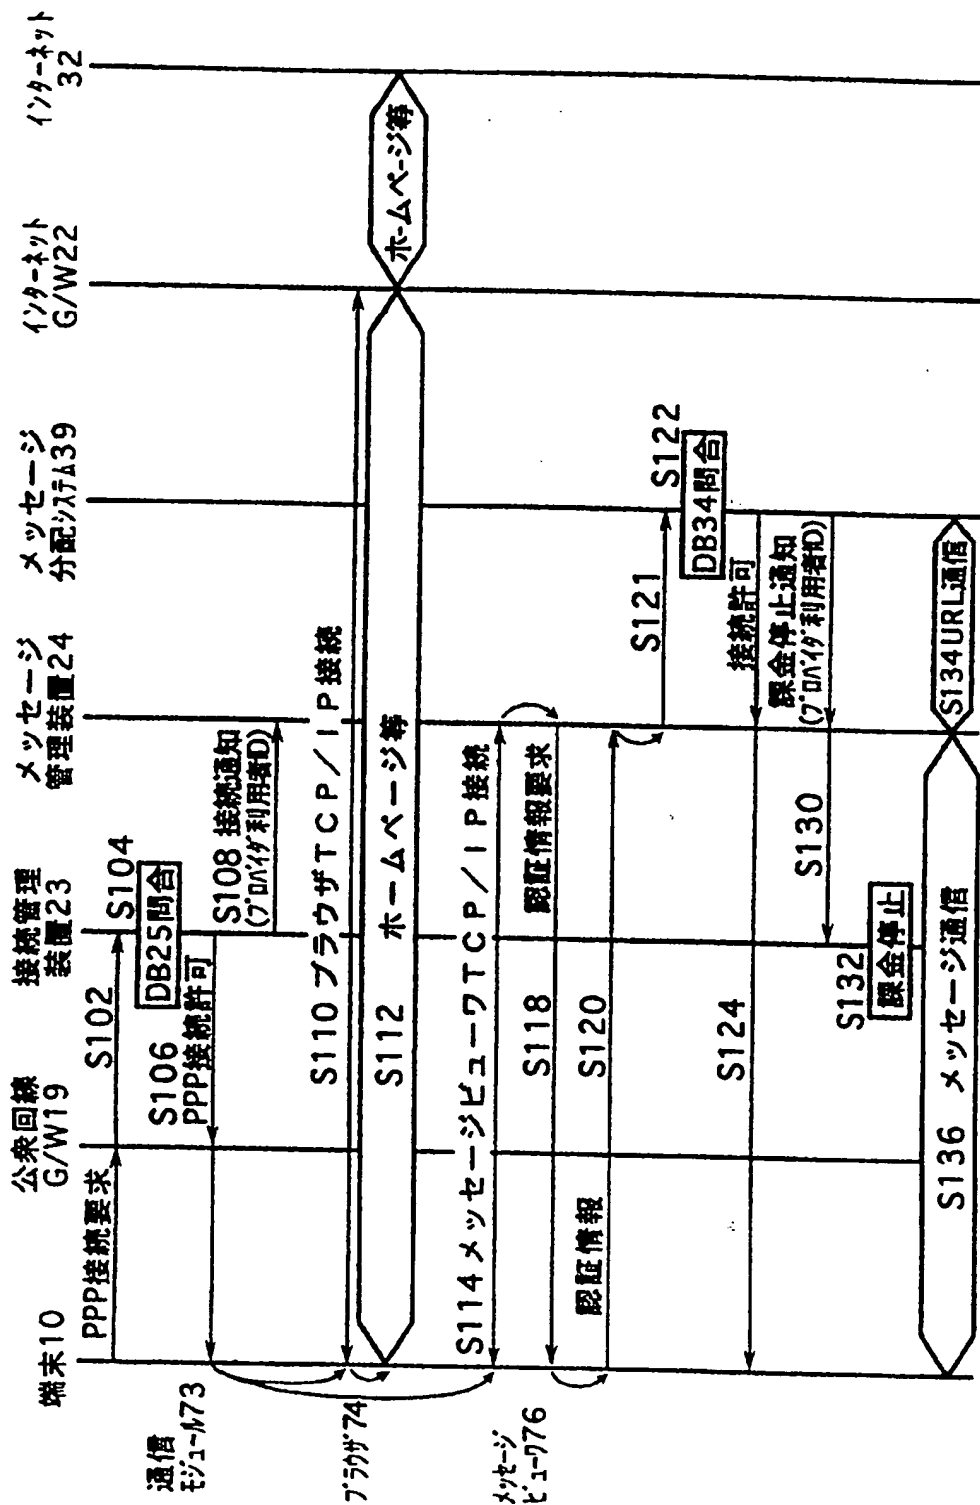 端末10
公衆回線
G/W19
接続管理
装置23
メッセージ
管理装置24
メッセージ
分配システム39
インターネット
G/W22
インターネット
32
通信
モジュール73
PPP接続要求
S102
S104
DB25問合
S106
PPP接続許可
S108 接続通知
(プロバイダ利用者ID)
ブラウザ74
S110 ブラウザTCP/IP接続
S112 ホームページ等
ホームページ等
メッセージ
ビューワ76
S114 メッセージビューワTCP/IP接続
S118
認証情報要求
認証情報
S120
S121
S122
DB34問合
S124
接続許可
課金停止通知
(プロバイダ利用者ID)
S130
S132
課金停止
S134URL通信
S136 メッセージ通信